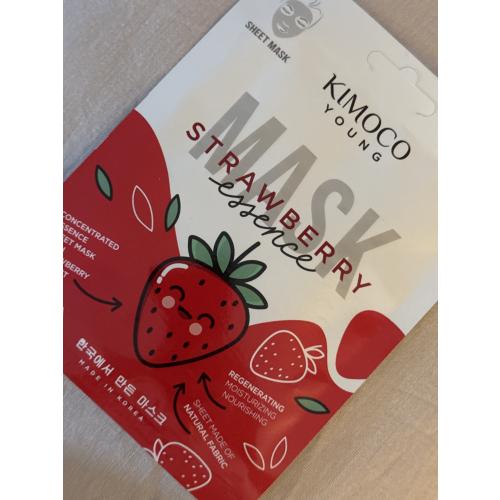 SHEET MASK
KIMOCO
YOUNG
MASK
STRAWBERRY
essence
CONCENTRATED
SHEET MASK
REGENERATING
MOISTURIZING
NOURISHING
SHEET MADE OF
NATURAL FABRIC
한국에서 만든 마스크
MADE IN KOREA